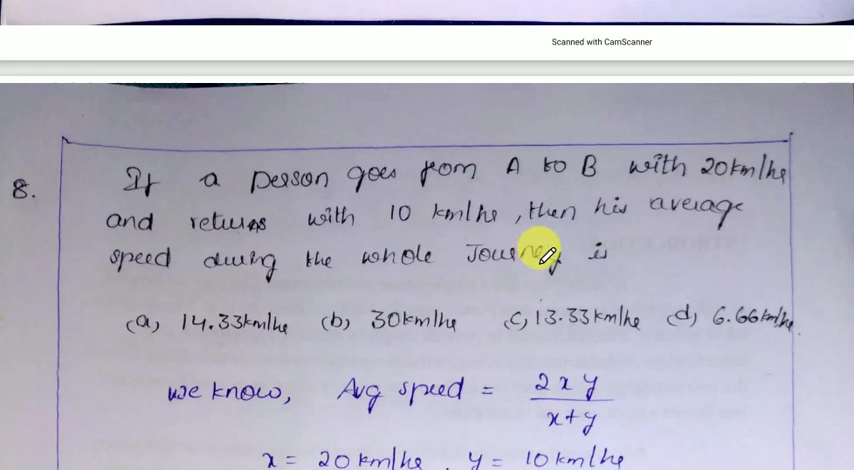 Scanned with CamScanner
8. If a person goes from A to B with 20km/hr
and returns with 10 km/hr, then his average
speed during the whole Journey is
(a) 14.33km/hr (b) 30km/hr (c) 13.33km/hr (d) 6.66km/hr.
we know, Avg speed = 2xy / x+y
x = 20 km/hr, y = 10 km/hr